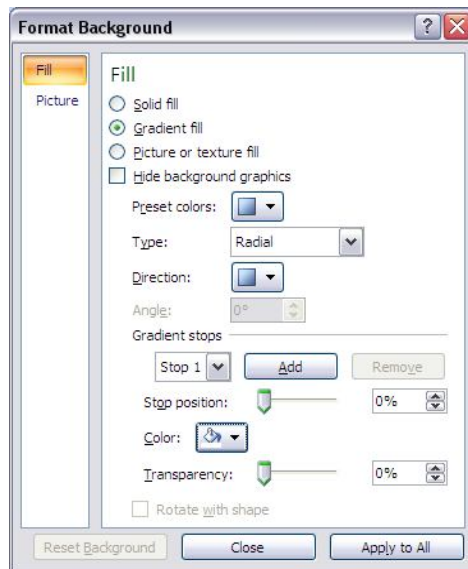 Format Background
Fill
Picture
Fill
Solid fill
Gradient fill
Picture or texture fill
Hide background graphics
Preset colors:
Type: Radial
Direction:
Angle: 0°
Gradient stops
Stop 1 Add Remove
Stop position: 0%
Color:
Transparency: 0%
Rotate with shape
Reset Background Close Apply to All